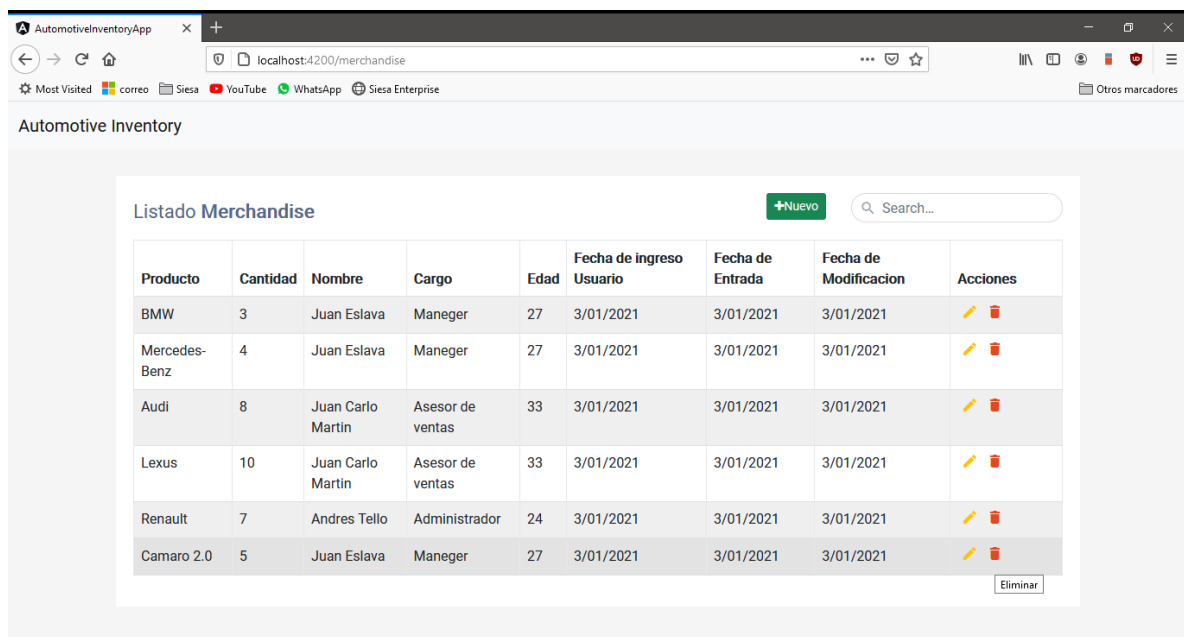 AutomotiveInventoryApp
localhost:4200/merchandise
Most Visited correo Siesa YouTube WhatsApp Siesa Enterprise Otros marcadores
Automotive Inventory
Listado Merchandise +Nuevo Search...
Producto Cantidad Nombre Cargo Edad Fecha de ingreso Usuario Fecha de Entrada Fecha de Modificacion Acciones
BMW 3 Juan Eslava Maneger 27 3/01/2021 3/01/2021 3/01/2021
Mercedes-Benz 4 Juan Eslava Maneger 27 3/01/2021 3/01/2021 3/01/2021
Audi 8 Juan Carlo Martin Asesor de ventas 33 3/01/2021 3/01/2021 3/01/2021
Lexus 10 Juan Carlo Martin Asesor de ventas 33 3/01/2021 3/01/2021 3/01/2021
Renault 7 Andres Tello Administrador 24 3/01/2021 3/01/2021 3/01/2021
Camaro 2.0 5 Juan Eslava Maneger 27 3/01/2021 3/01/2021 3/01/2021
Eliminar